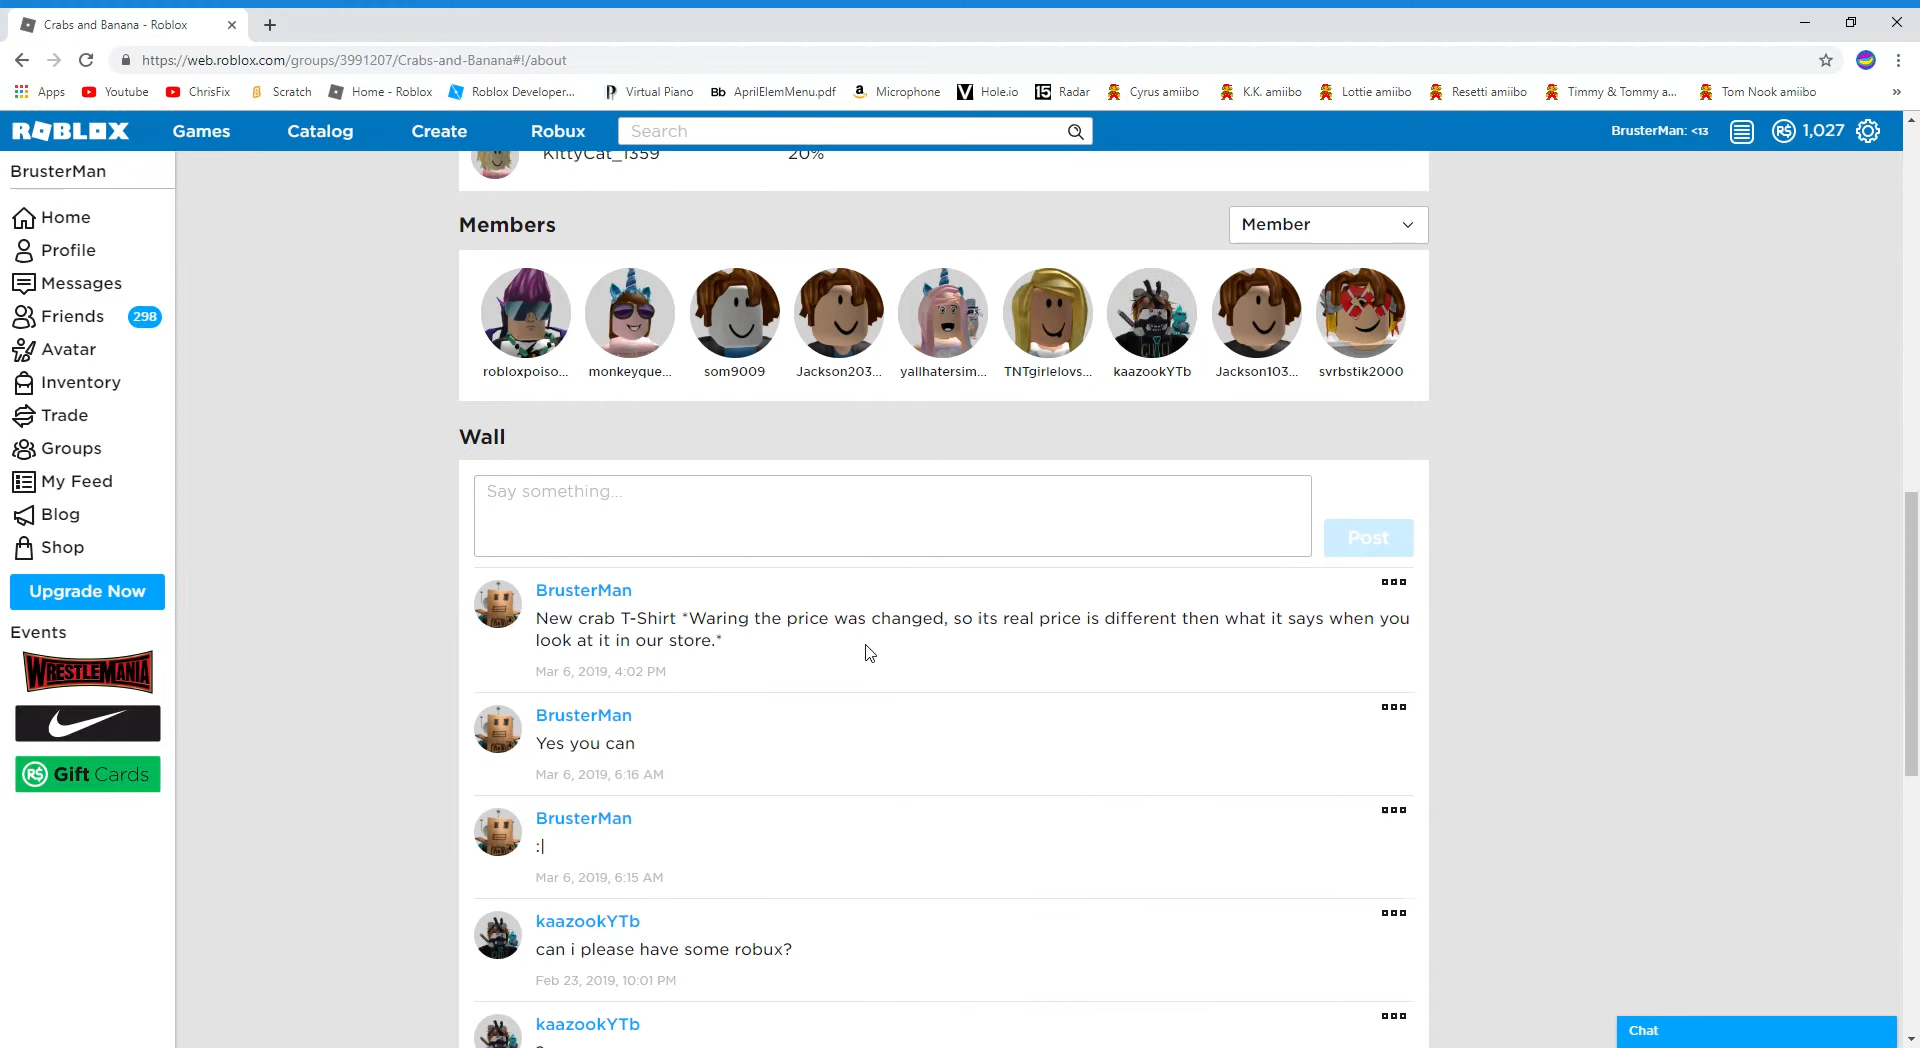 Crabs and Banana - Roblox
https://web.roblox.com/groups/3991207/Crabs-and-Banana#!/about
Apps Youtube ChrisFix Scratch Home - Roblox Roblox Developer... Virtual Piano Bb AprilElemMenu.pdf Microphone Hole.io 15 Radar Cyrus amiibo K.K. amiibo Lottie amiibo Resetti amiibo Timmy & Tommy a... Tom Nook amiibo »
ROBLOX Games Catalog Create Robux Search BrusterMan: <13 R$ 1,027
BrusterMan
Home
Profile
Messages
Friends 298
Avatar
Inventory
Trade
Groups
My Feed
Blog
Shop
Upgrade Now
Events
WRESTLEMANIA
R$ Gift Cards
KittyCat_1359 20%
Members Member
robloxpoiso... monkeyque... som9009 Jackson203... yallhatersim... TNTgirlelovs... kaazookYTb Jackson103... svrbstik2000
Wall
Say something...
Post
BrusterMan
New crab T-Shirt *Waring the price was changed, so its real price is different then what it says when you
look at it in our store.*
Mar 6, 2019, 4:02 PM
BrusterMan
Yes you can
Mar 6, 2019, 6:16 AM
BrusterMan
:|
Mar 6, 2019, 6:15 AM
kaazookYTb
can i please have some robux?
Feb 23, 2019, 10:01 PM
kaazookYTb
Chat